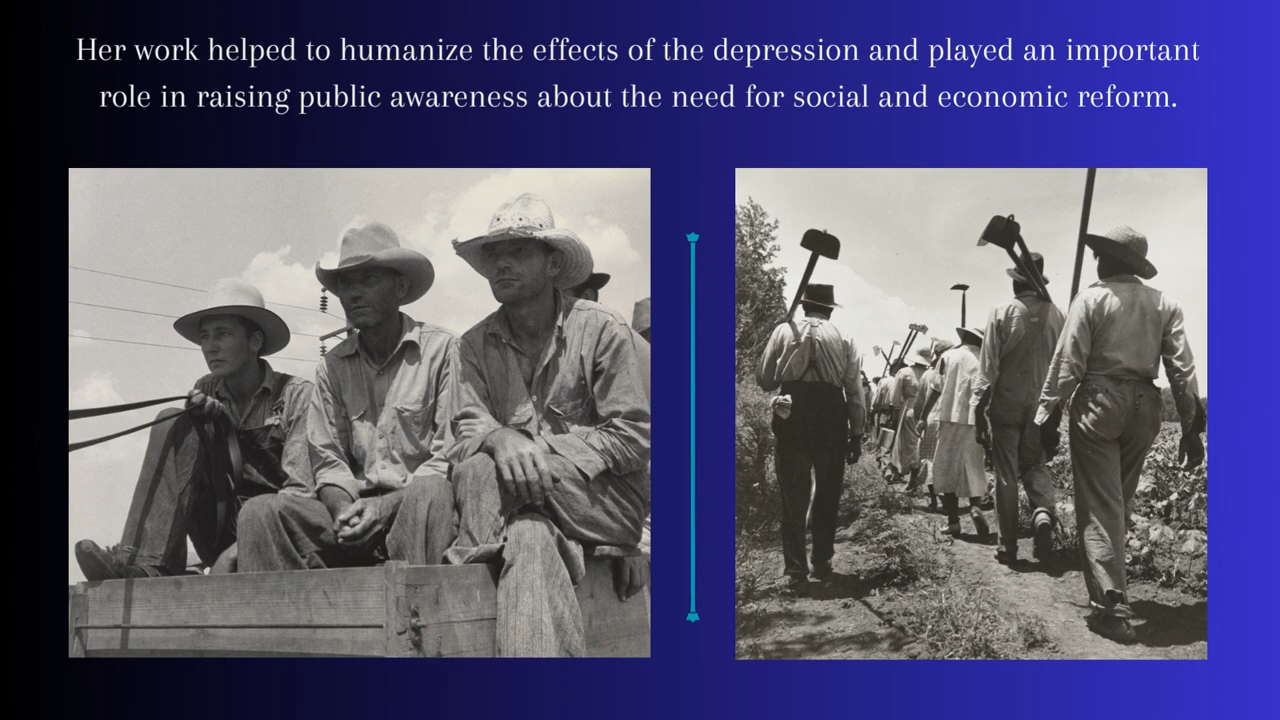 Her work helped to humanize the effects of the depression and played an important
role in raising public awareness about the need for social and economic reform.